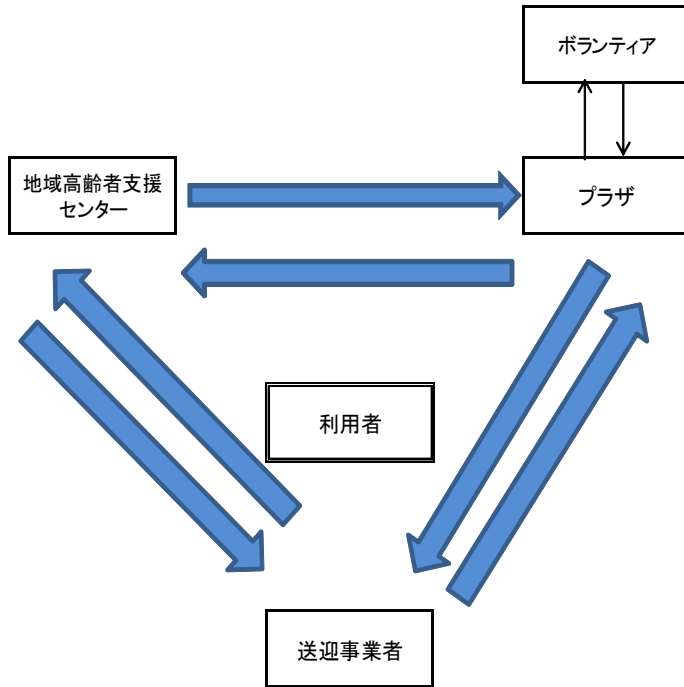 ボランティア
地域高齢者支援
センター
プラザ
利用者
送迎事業者